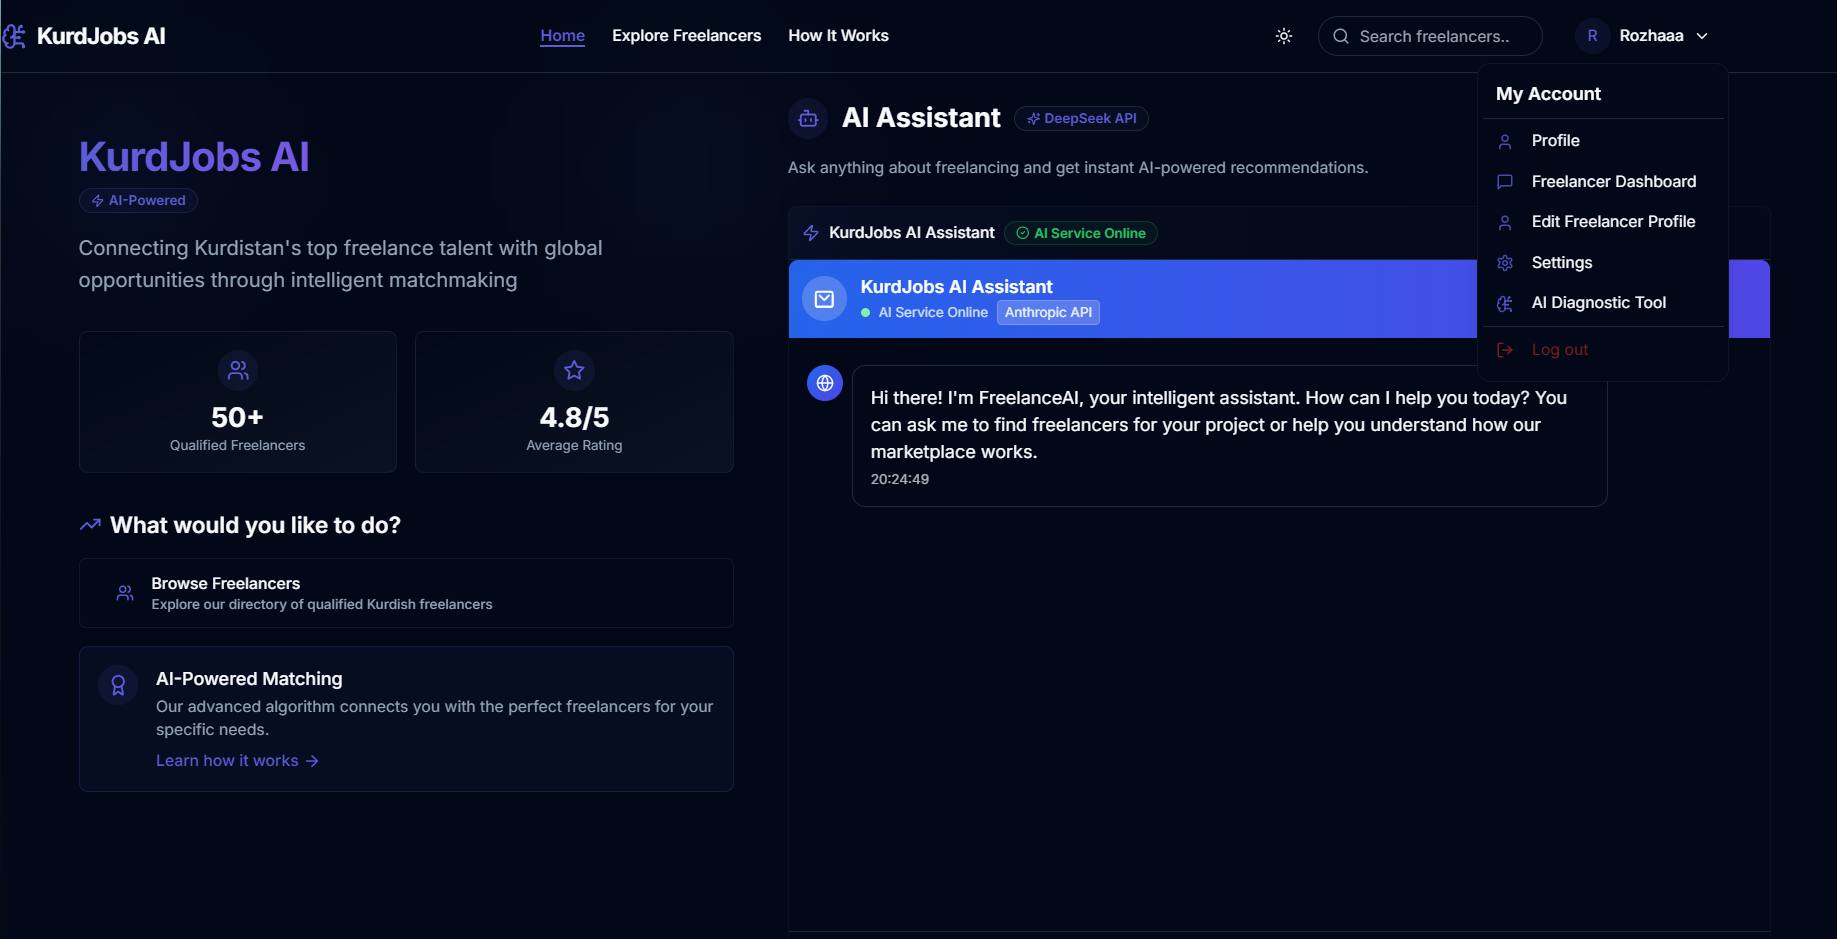 KurdJobs AI
Home
Explore Freelancers
How It Works
Search freelancers..
R
Rozhaaa
My Account
Profile
Freelancer Dashboard
Edit Freelancer Profile
Settings
AI Diagnostic Tool
Log out
KurdJobs AI
AI-Powered
Connecting Kurdistan's top freelance talent with global
opportunities through intelligent matchmaking
50+
Qualified Freelancers
4.8/5
Average Rating
What would you like to do?
Browse Freelancers
Explore our directory of qualified Kurdish freelancers
AI-Powered Matching
Our advanced algorithm connects you with the perfect freelancers for your
specific needs.
Learn how it works →
AI Assistant
DeepSeek API
Ask anything about freelancing and get instant AI-powered recommendations.
KurdJobs AI Assistant
AI Service Online
KurdJobs AI Assistant
AI Service Online
Anthropic API
Hi there! I'm FreelanceAI, your intelligent assistant. How can I help you today? You
can ask me to find freelancers for your project or help you understand how our
marketplace works.
20:24:49